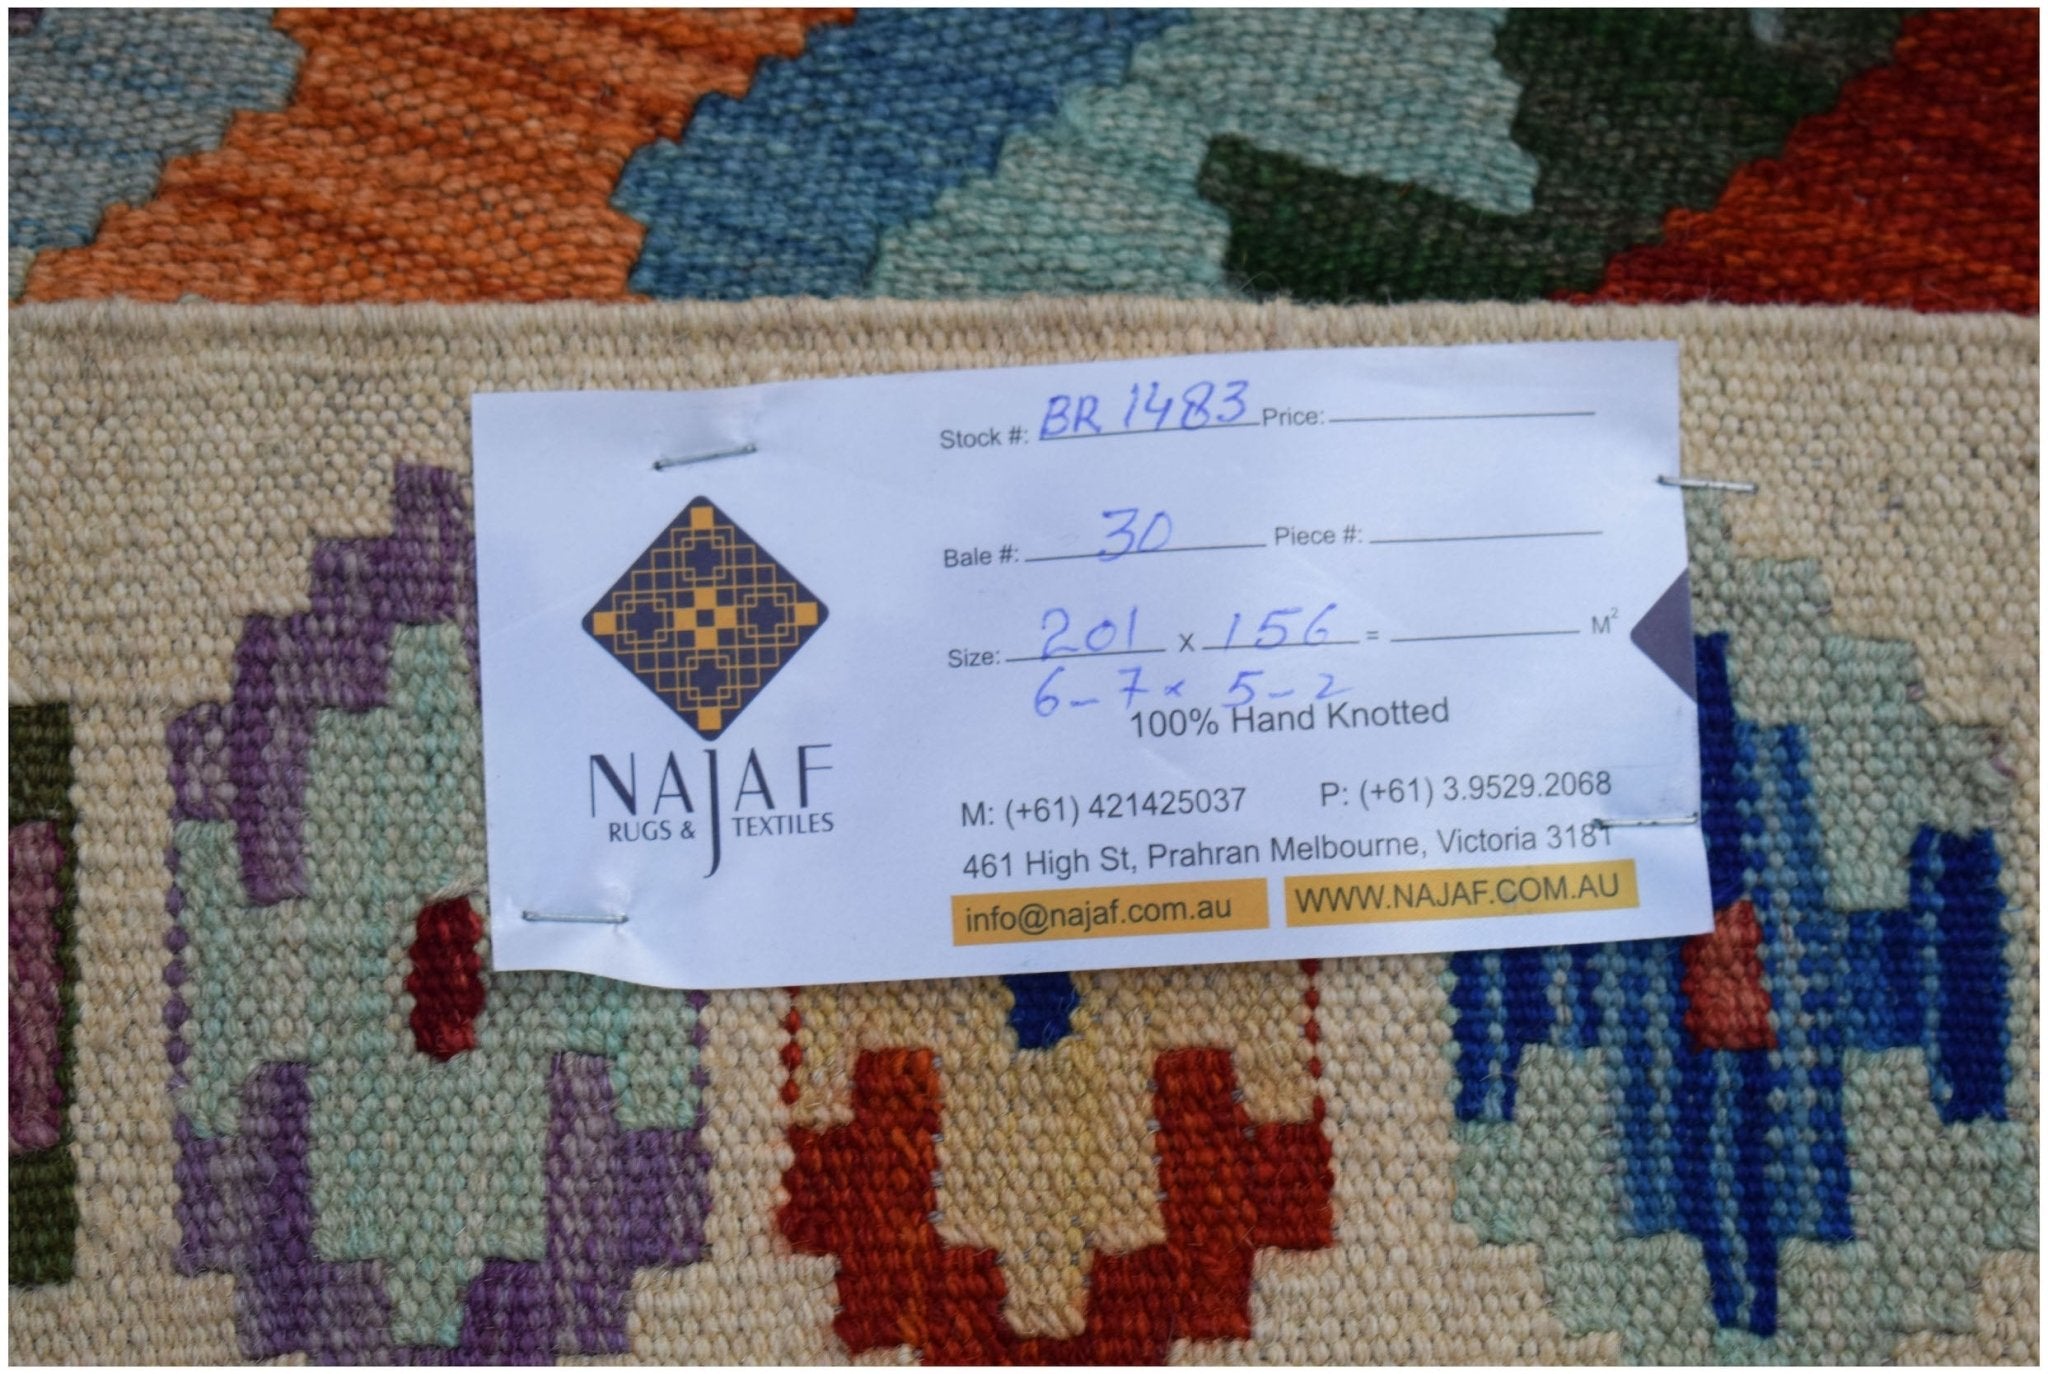 Stock #: BR 1483 Price:
Bale #: 30 Piece #:
Size: 201 x 156 = M²
6-7 x 5-2
100% Hand Knotted
NAJAF
RUGS & TEXTILES
M: (+61) 421425037 P: (+61) 3.9529.2068
461 High St, Prahran Melbourne, Victoria 3181
info@najaf.com.au WWW.NAJAF.COM.AU